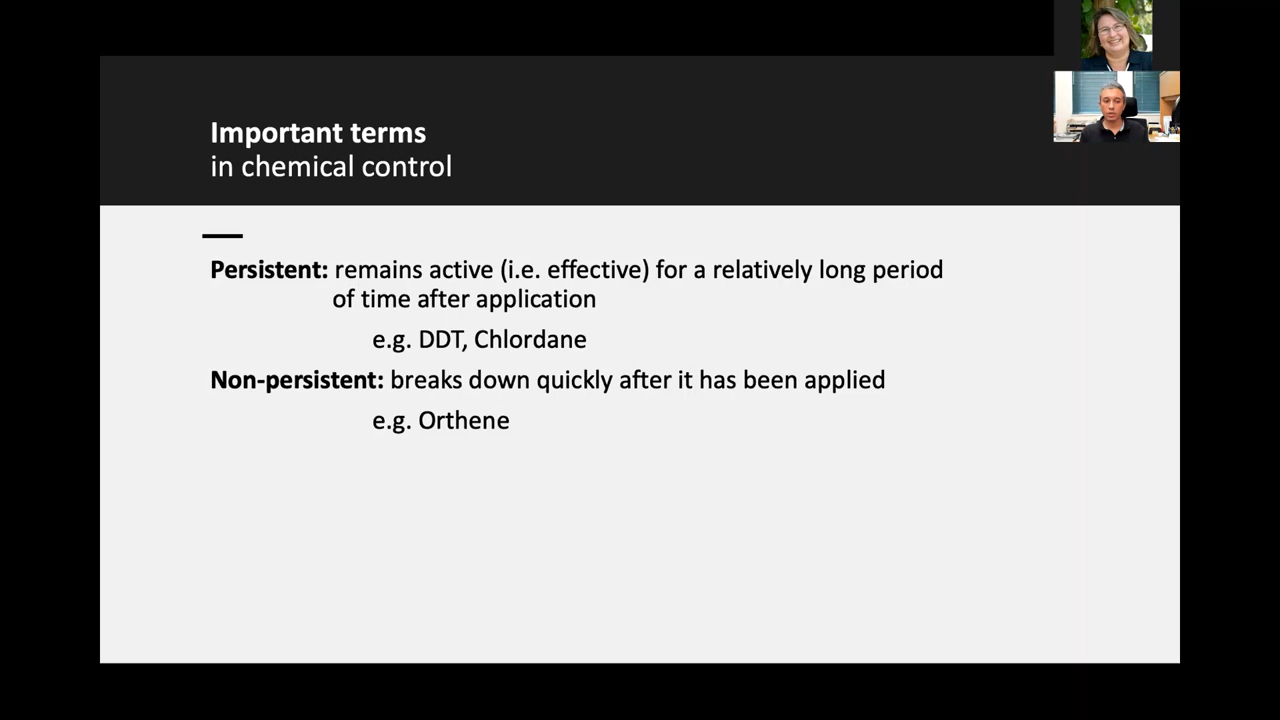 Important terms
in chemical control
Persistent: remains active (i.e. effective) for a relatively long period
of time after application
e.g. DDT, Chlordane
Non-persistent: breaks down quickly after it has been applied
e.g. Orthene